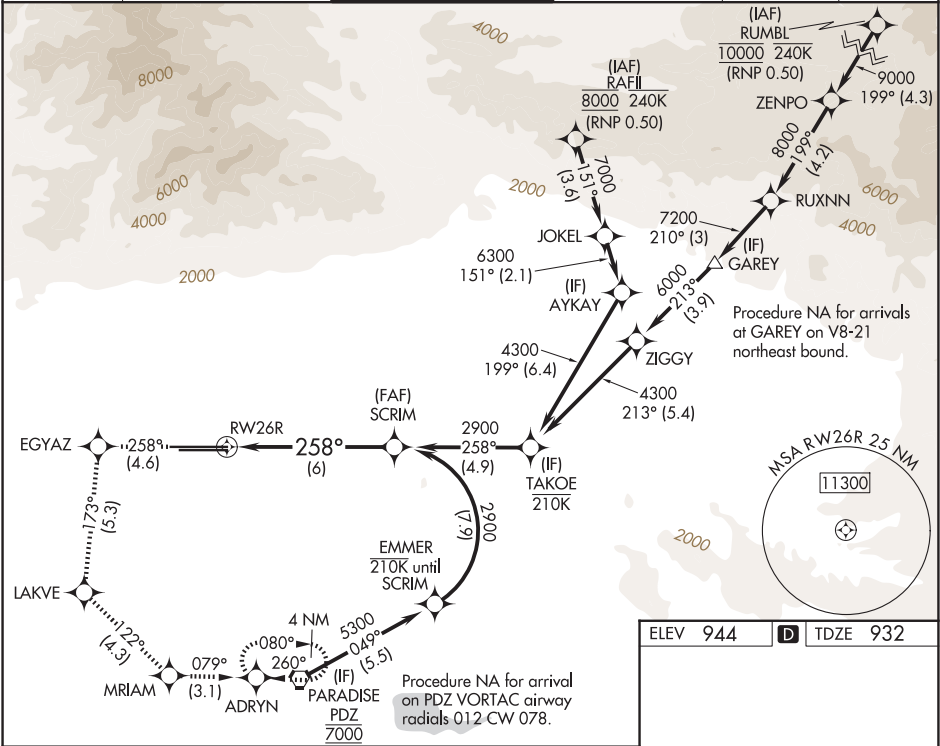 4000
(IAF)
RUMBL
10000 240K
(RNP 0.50)
8000
(IAF)
RAFII
8000 240K
(RNP 0.50)
9000
199° (4.3)
ZENPO
8000
199°
(4.2)
7000
151°
(3.6)
6000
4000
2000
6000
4000
RUXNN
7200
210° (3)
JOKEL
(IF)
GAREY
6300
151° (2.1)
2000
(IF)
AYKAY
6000
213°
(3.9)
Procedure NA for arrivals
at GAREY on V8-21
northeast bound.
4300
199° (6.4)
ZIGGY
4300
213° (5.4)
(FAF)
SCRIM
EGYAZ
258°
(4.6)
RW26R
258°
(6)
2900
258°
(4.9)
(IF)
TAKOE
210K
MSA RW26R 25 NM
11300
173°
(5.3)
2900
(7.9)
2000
EMMER
210K until
SCRIM
LAKVE
122°
(4.3)
4 NM
080°
260°
5300
049°
(5.5)
079°
(3.1)
MRIAM
ADRYN
(IF)
PARADISE
PDZ
7000
Procedure NA for arrival
on PDZ VORTAC airway
radials 012 CW 078.
ELEV 944 D TDZE 932